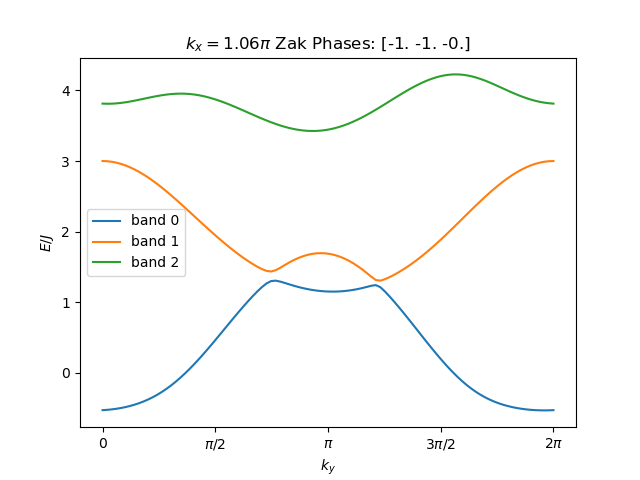 k_x = 1.06π Zak Phases: [-1. -1. -0.]
4
3
2
1
0
E/J
band 0
band 1
band 2
0
π/2
π
3π/2
2π
k_y